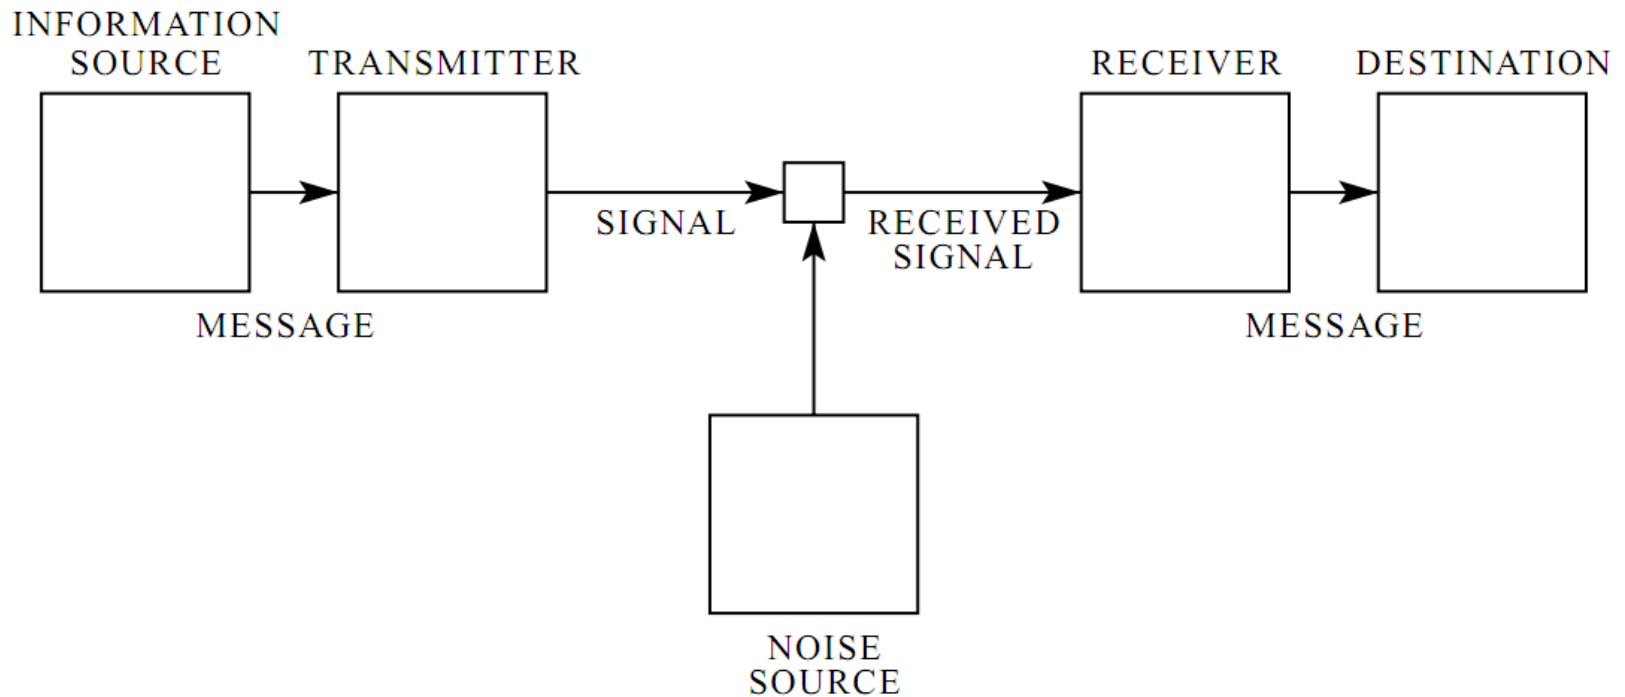 INFORMATION
SOURCE
TRANSMITTER
RECEIVER
DESTINATION
SIGNAL
RECEIVED
SIGNAL
MESSAGE
MESSAGE
NOISE
SOURCE